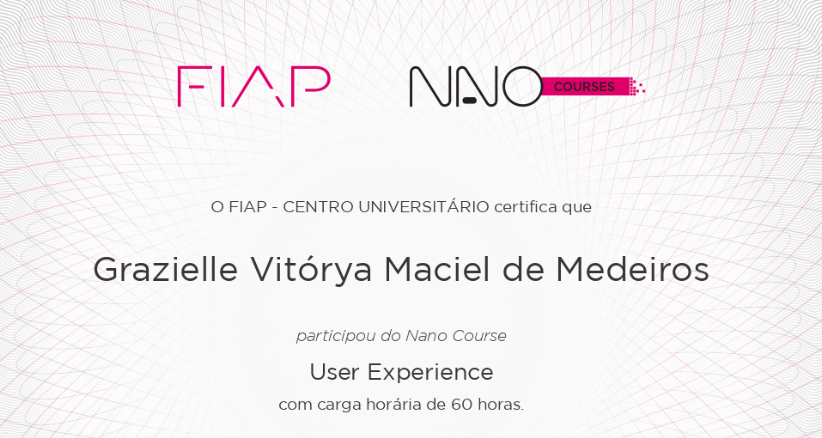 FIAP NANO COURSES
O FIAP - CENTRO UNIVERSITÁRIO certifica que
Grazielle Vitórya Maciel de Medeiros
participou do Nano Course
User Experience
com carga horária de 60 horas.